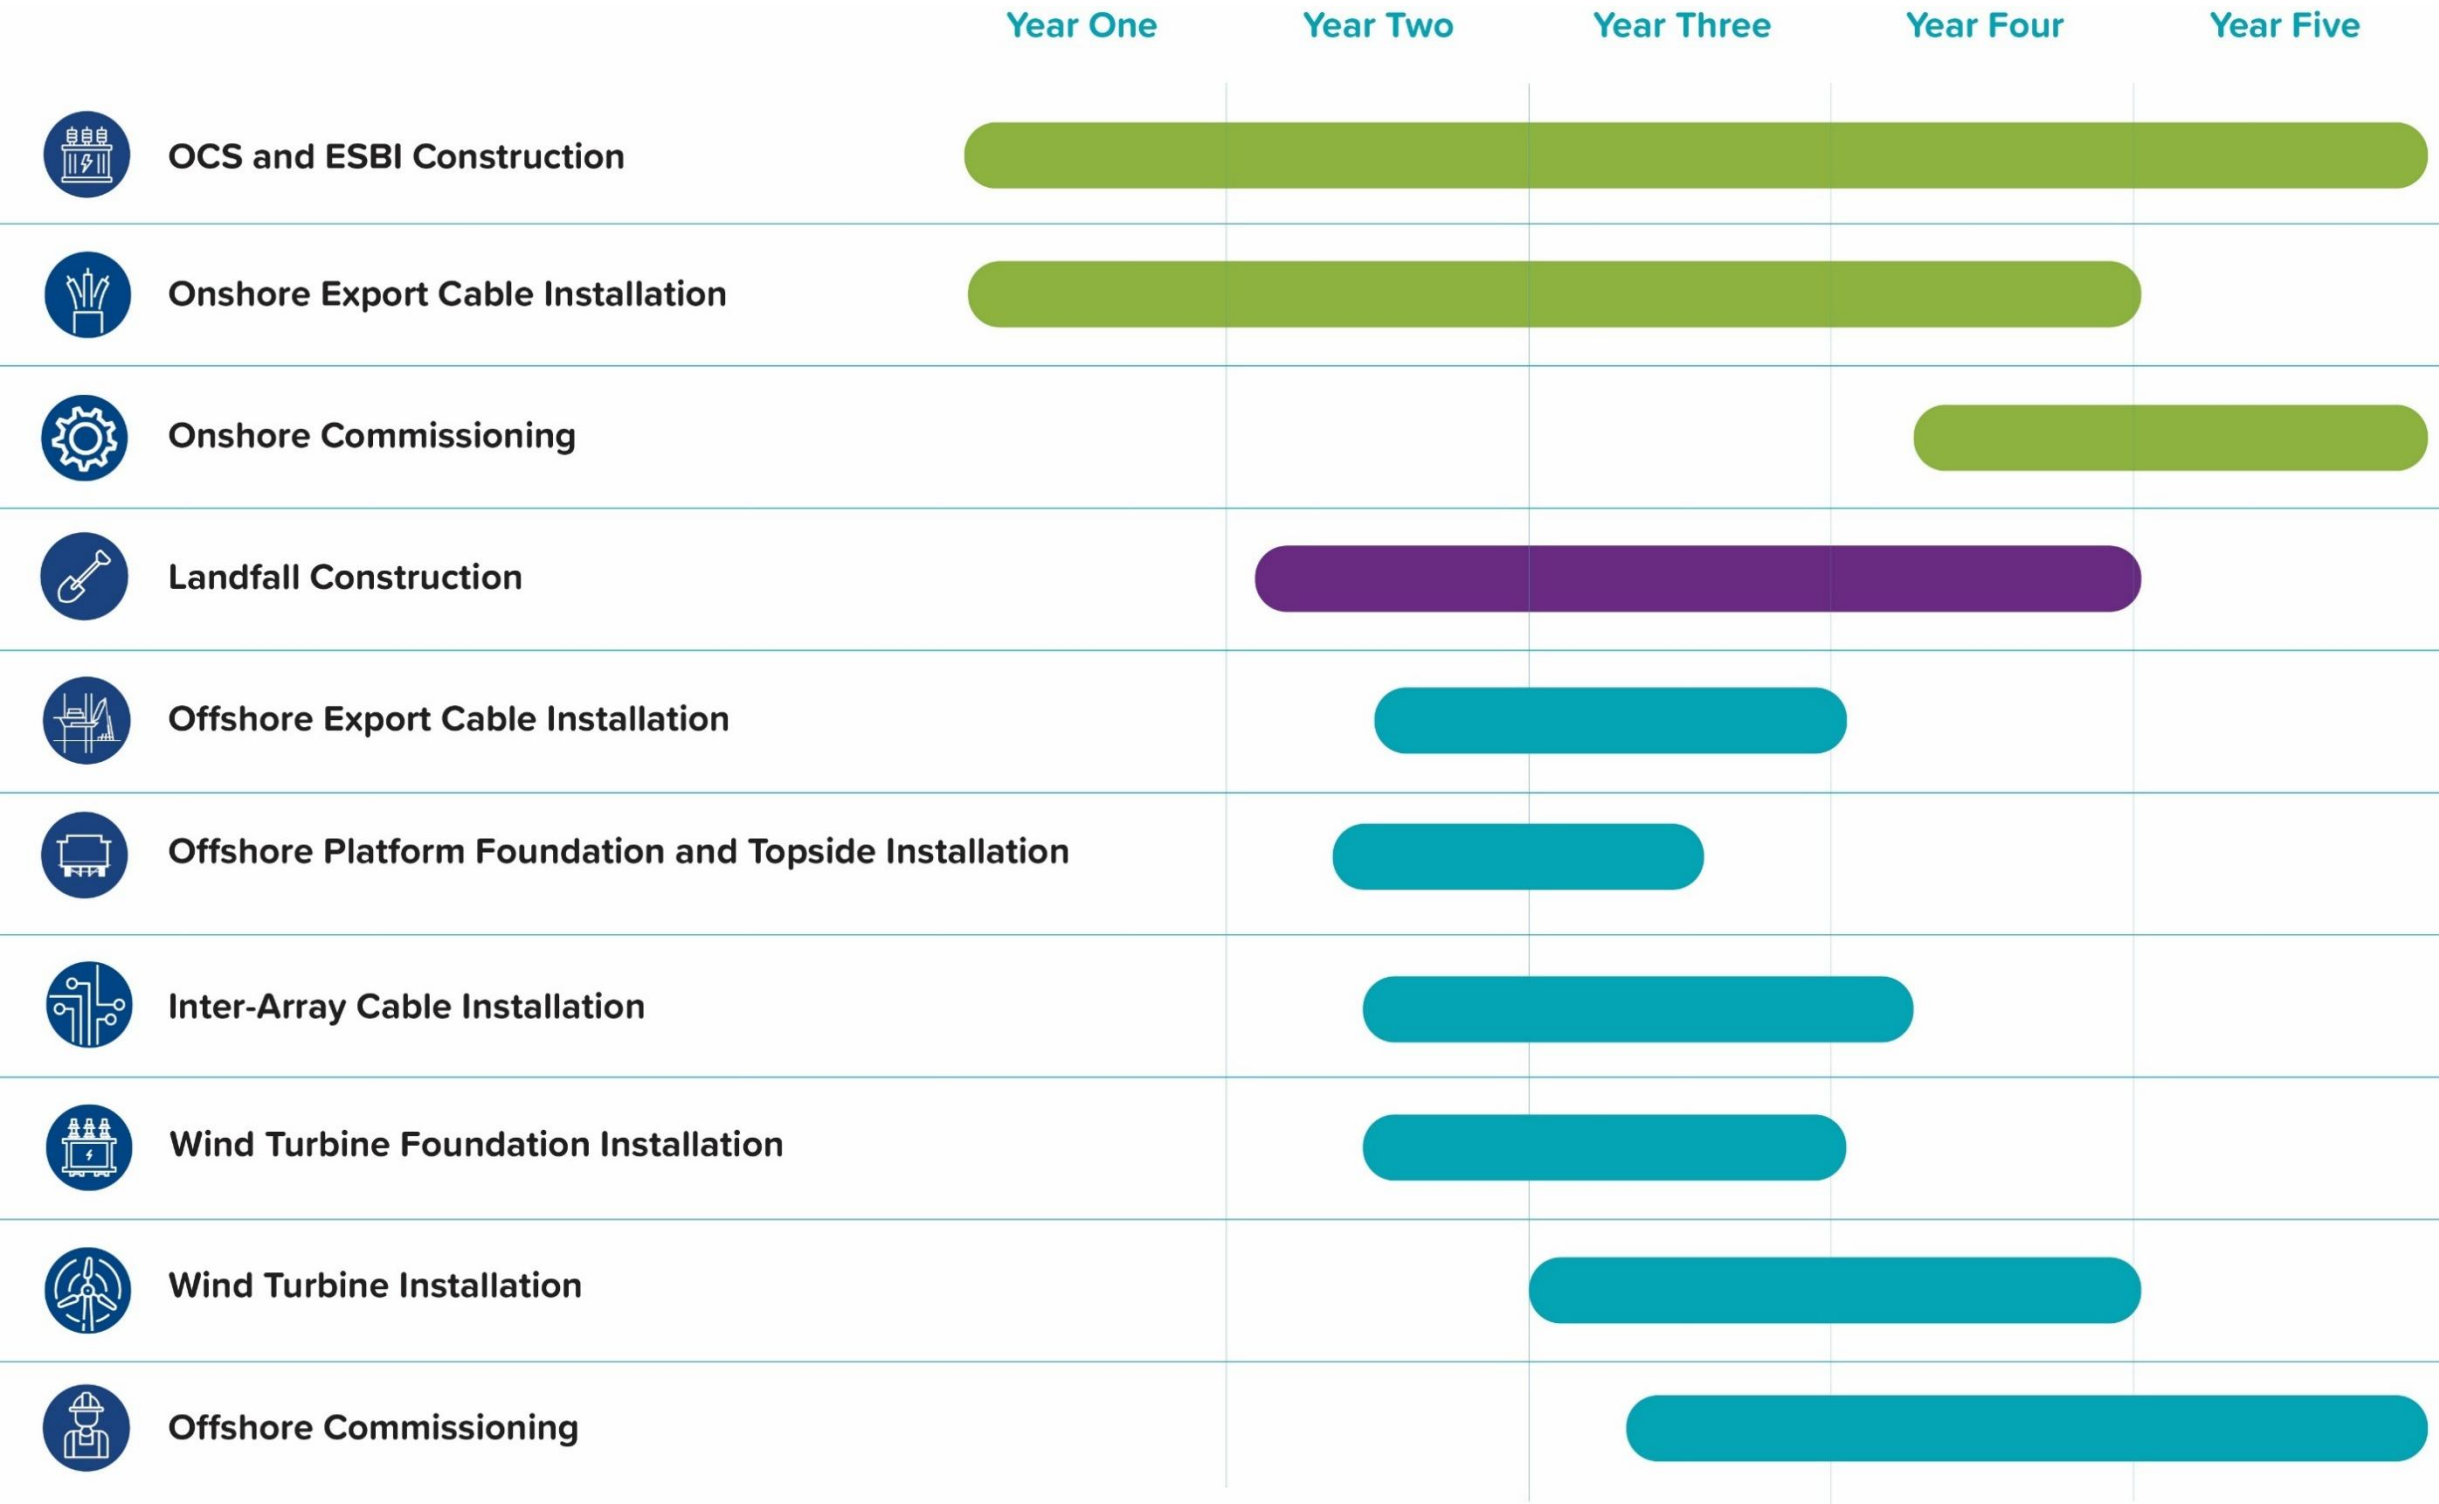 Year One Year Two Year Three Year Four Year Five
OCS and ESBI Construction
Onshore Export Cable Installation
Onshore Commissioning
Landfall Construction
Offshore Export Cable Installation
Offshore Platform Foundation and Topside Installation
Inter-Array Cable Installation
Wind Turbine Foundation Installation
Wind Turbine Installation
Offshore Commissioning